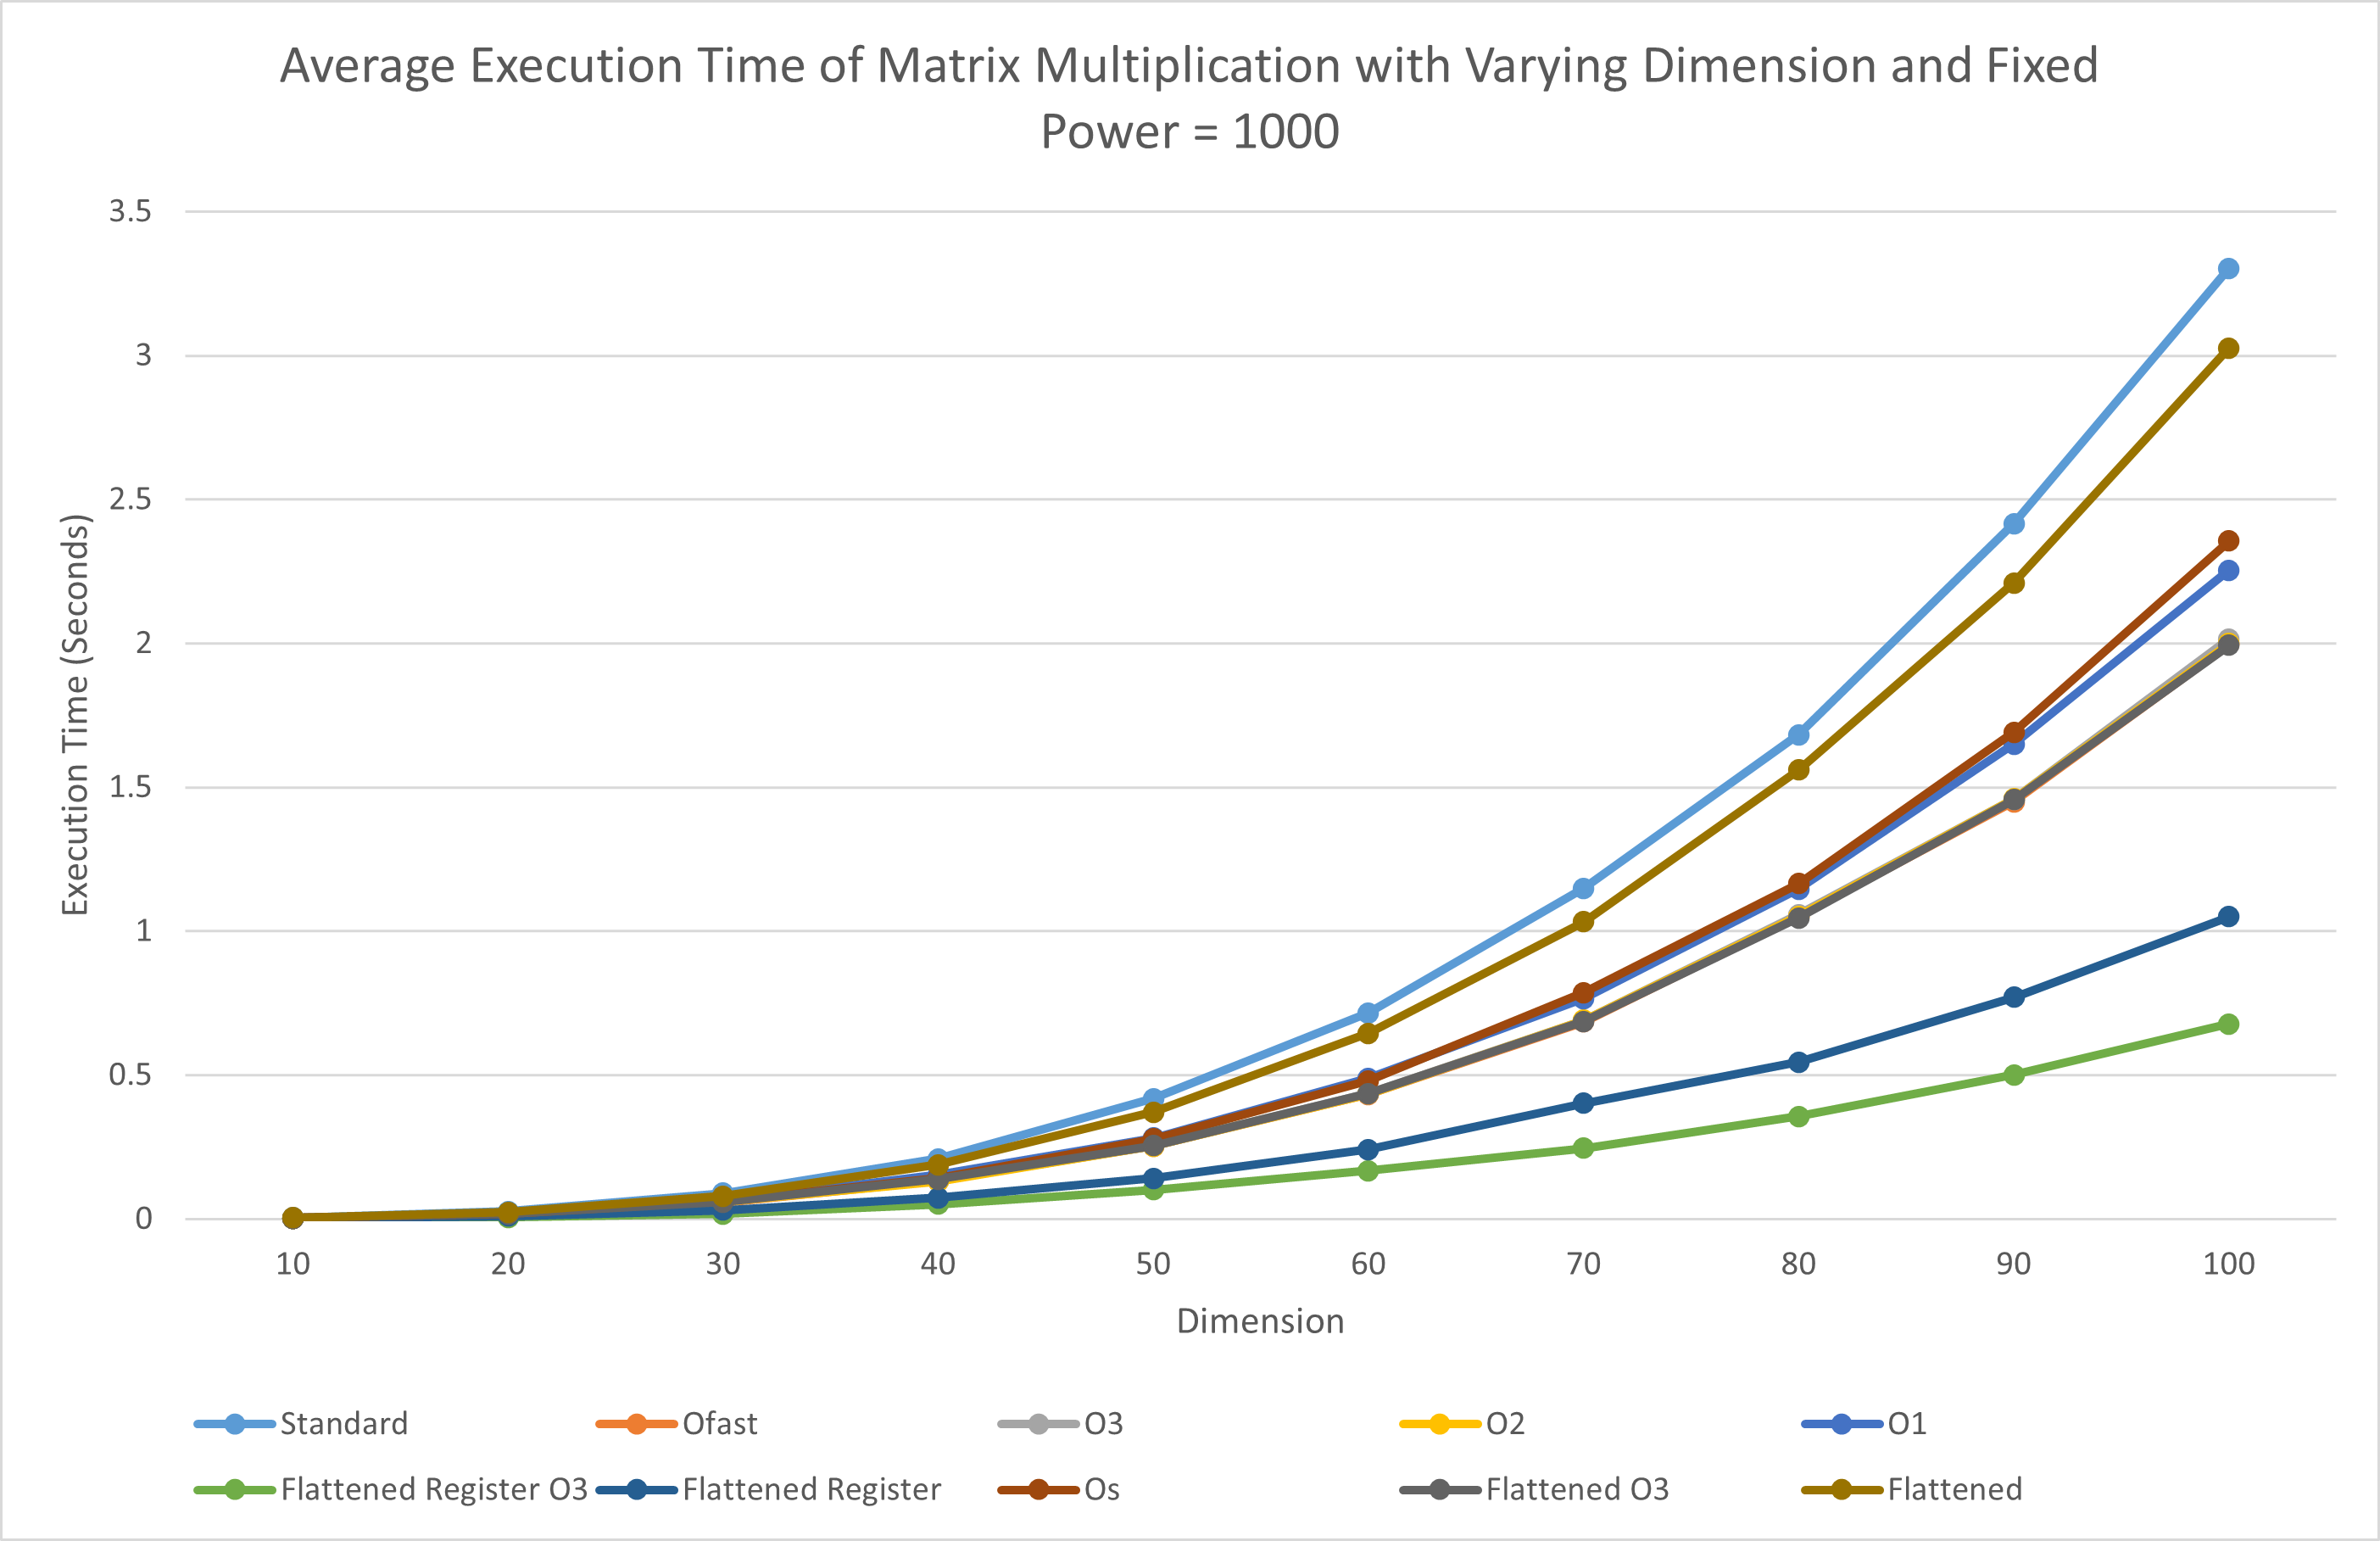 Average Execution Time of Matrix Multiplication with Varying Dimension and Fixed
Power = 1000
3.5
3
2.5
2
1.5
1
0.5
0
Execution Time (Seconds)
10 20 30 40 50 60 70 80 90 100
Dimension
Standard Ofast O3 O2 O1
Flattened Register O3 Flattened Register Os Flattened O3 Flattened